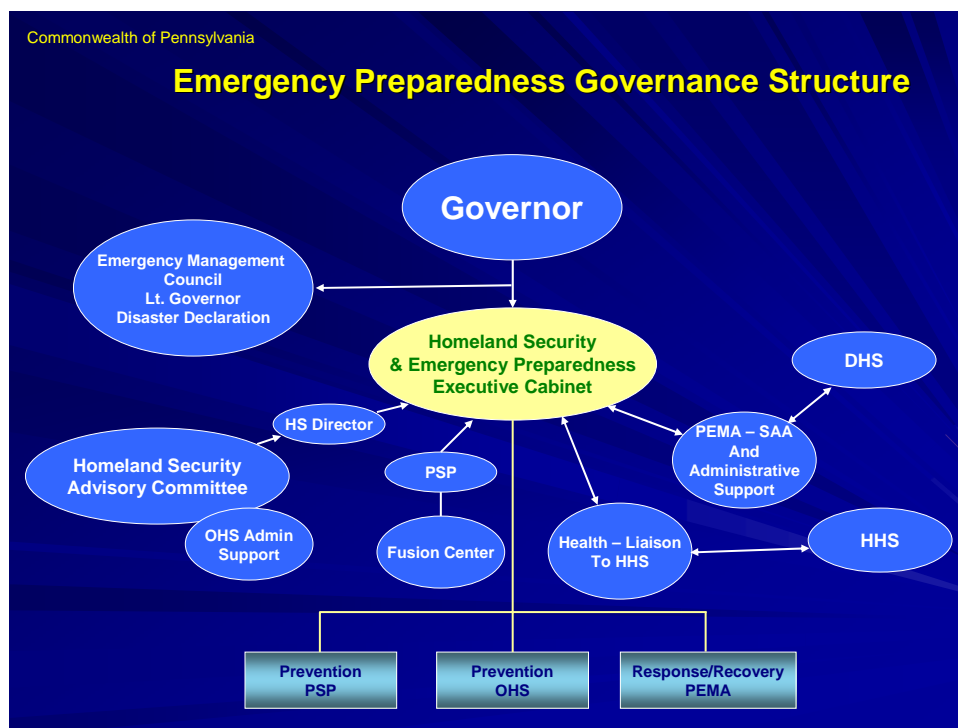 Commonwealth of Pennsylvania
Emergency Preparedness Governance Structure
Governor
Emergency Management
Council
Lt. Governor
Disaster Declaration
Homeland Security
& Emergency Preparedness
Executive Cabinet
DHS
HS Director
PEMA – SAA
And
Administrative
Support
Homeland Security
Advisory Committee
PSP
OHS Admin
Support
Fusion Center
Health – Liaison
To HHS
HHS
Prevention
PSP
Prevention
OHS
Response/Recovery
PEMA